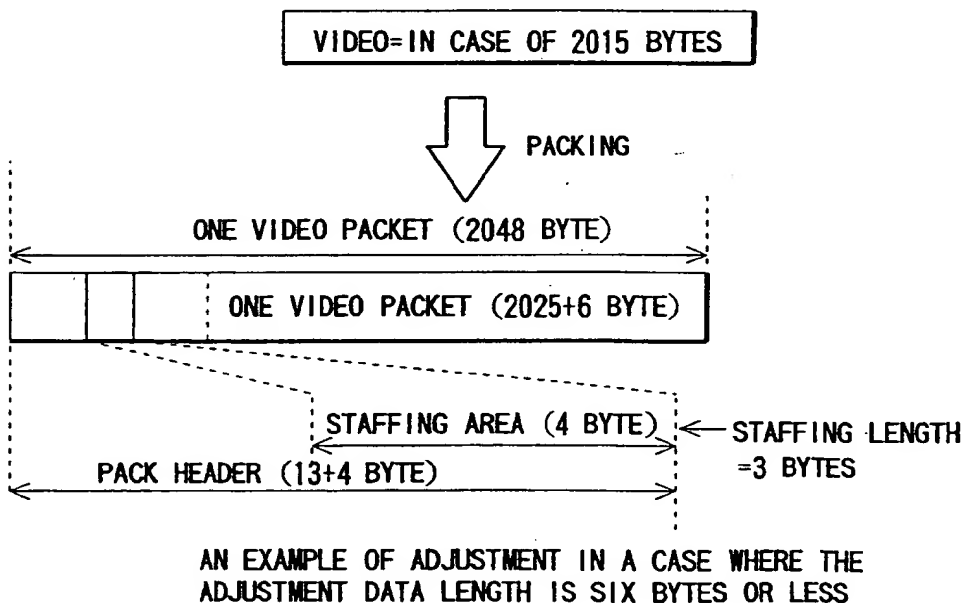 VIDEO=IN CASE OF 2015 BYTES
PACKING
ONE VIDEO PACKET (2048 BYTE)
ONE VIDEO PACKET (2025+6 BYTE)
STAFFING AREA (4 BYTE)
STAFFING LENGTH
=3 BYTES
PACK HEADER (13+4 BYTE)
AN EXAMPLE OF ADJUSTMENT IN A CASE WHERE THE
ADJUSTMENT DATA LENGTH IS SIX BYTES OR LESS